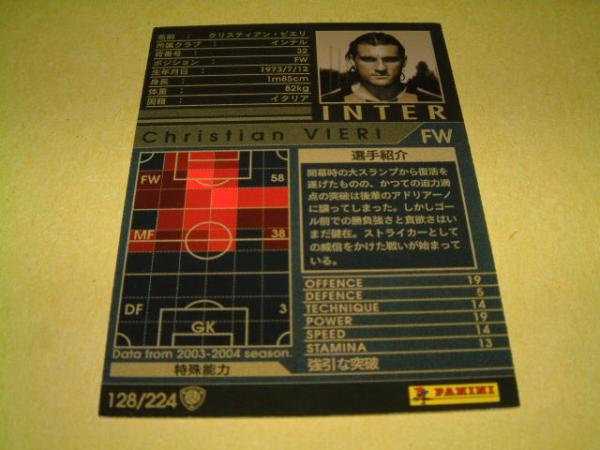 名前 : クリスティアン・ビエリ
所属クラブ : インテル
背番号 : 32
ポジション : FW
生年月日 : 1973/7/12
身長 : 1m85cm
体重 : 82kg
国籍 : イタリア
INTER
Christian VIERI FW
FW 58
MF 38
DF 3
GK
Data from 2003-2004 season.
選手紹介
開幕時の大スランプから復活を
遂げたものの、かつての迫力満
点の突破は後輩のアドリアーノ
に譲ってしまった。しかしゴー
ル前での勝負強さと貪欲さはい
まだ健在。ストライカーとして
の威信をかけた戦いが始まって
いる。
OFFENCE 19
DEFENCE 5
TECHNIQUE 14
POWER 19
SPEED 14
STAMINA 13
特殊能力 強引な突破
128/224
PANINI